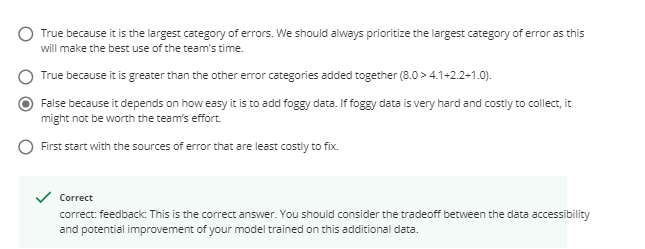 True because it is the largest category of errors. We should always prioritize the largest category of error as this
will make the best use of the team's time.
True because it is greater than the other error categories added together (8.0 > 4.1+2.2+1.0).
False because it depends on how easy it is to add foggy data. If foggy data is very hard and costly to collect, it
might not be worth the team's effort.
First start with the sources of error that are least costly to fix.
Correct
correct: feedback: This is the correct answer. You should consider the tradeoff between the data accessibility
and potential improvement of your model trained on this additional data.